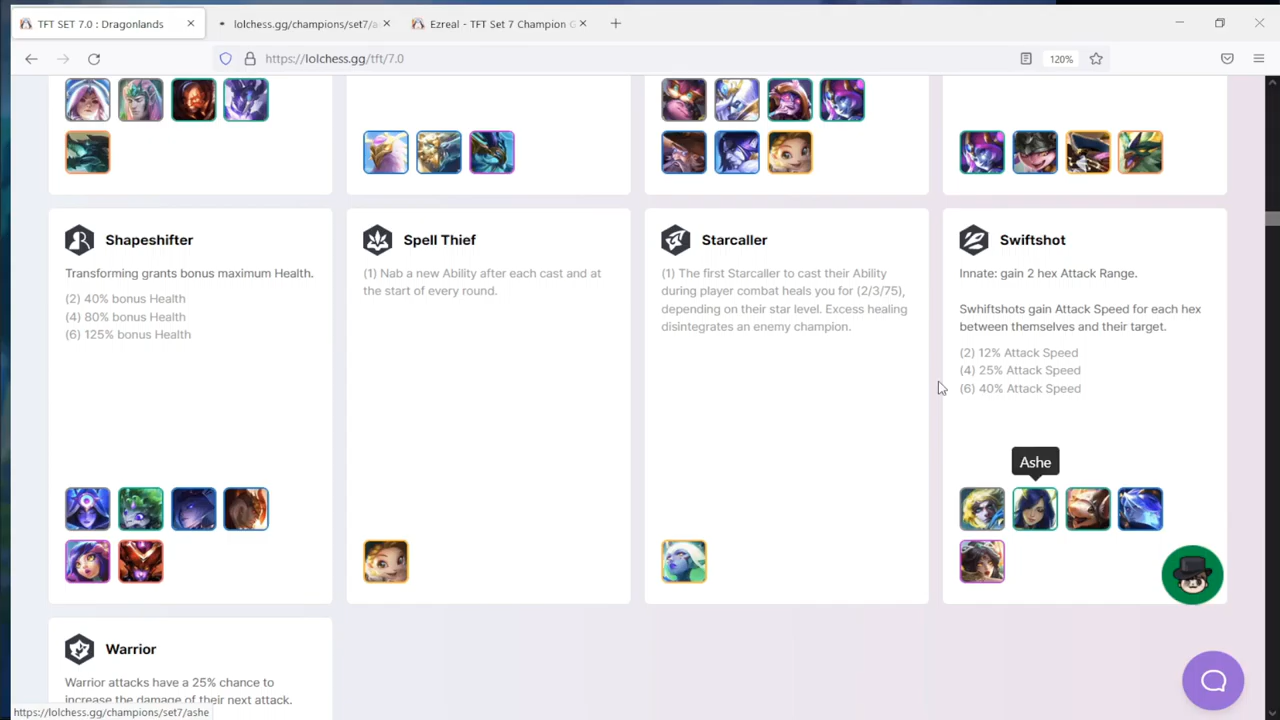 TFT SET 7.0 : Dragonlands
lolchess.gg/champions/set7/a
Ezreal - TFT Set 7 Champion G
https://lolchess.gg/tft/7.0
120%
Shapeshifter
Transforming grants bonus maximum Health.
(2) 40% bonus Health
(4) 80% bonus Health
(6) 125% bonus Health
Spell Thief
(1) Nab a new Ability after each cast and at
the start of every round.
Starcaller
(1) The first Starcaller to cast their Ability
during player combat heals you for (2/3/75),
depending on their star level. Excess healing
disintegrates an enemy champion.
Swiftshot
Innate: gain 2 hex Attack Range.
Swhiftshots gain Attack Speed for each hex
between themselves and their target.
(2) 12% Attack Speed
(4) 25% Attack Speed
(6) 40% Attack Speed
Ashe
Warrior
Warrior attacks have a 25% chance to
increase the damage of their next attack.
https://lolchess.gg/champions/set7/ashe